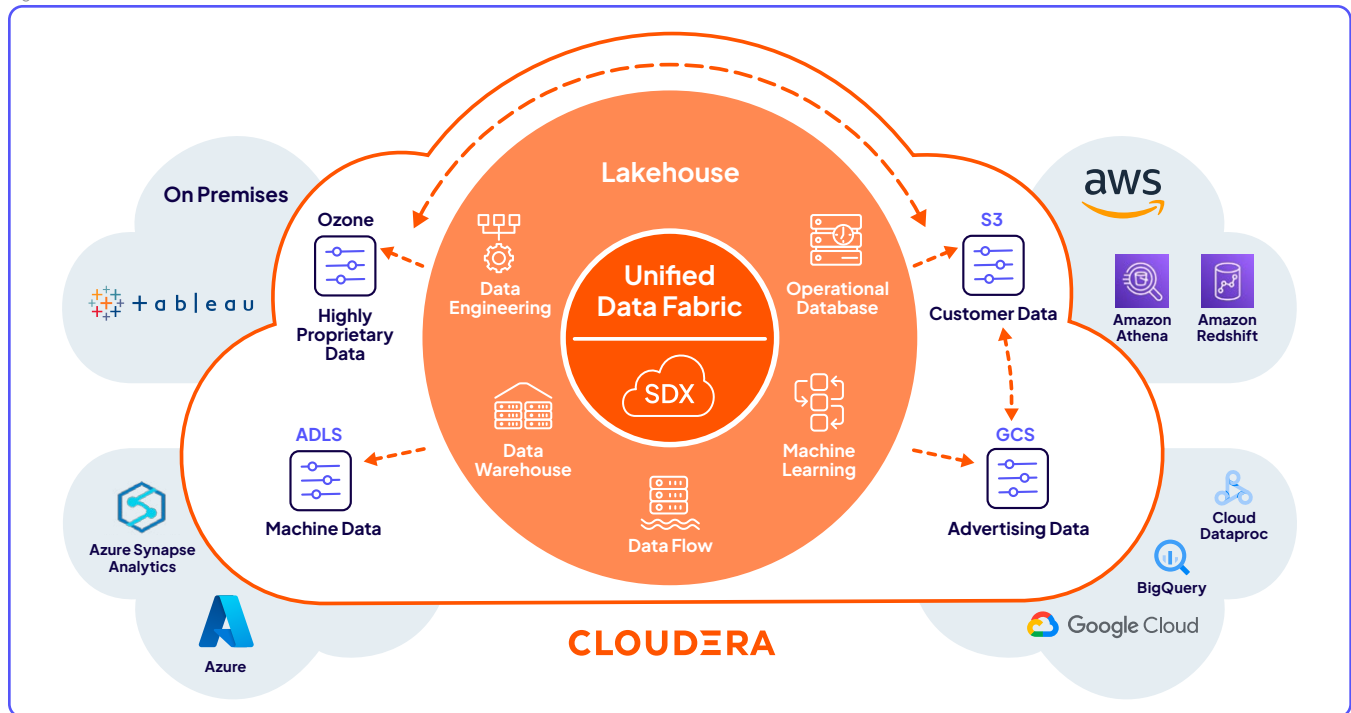 Lakehouse
Unified
Data Fabric
SDX
Data
Engineering
Operational
Database
Data
Warehouse
Machine
Learning
Data Flow
On Premises
Ozone
Highly
Proprietary
Data
+ableau
S3
Customer Data
aws
Amazon
Athena
Amazon
Redshift
ADLS
Machine Data
Azure Synapse
Analytics
Azure
GCS
Advertising Data
Cloud
Dataproc
BigQuery
Google Cloud
CLOUDERA